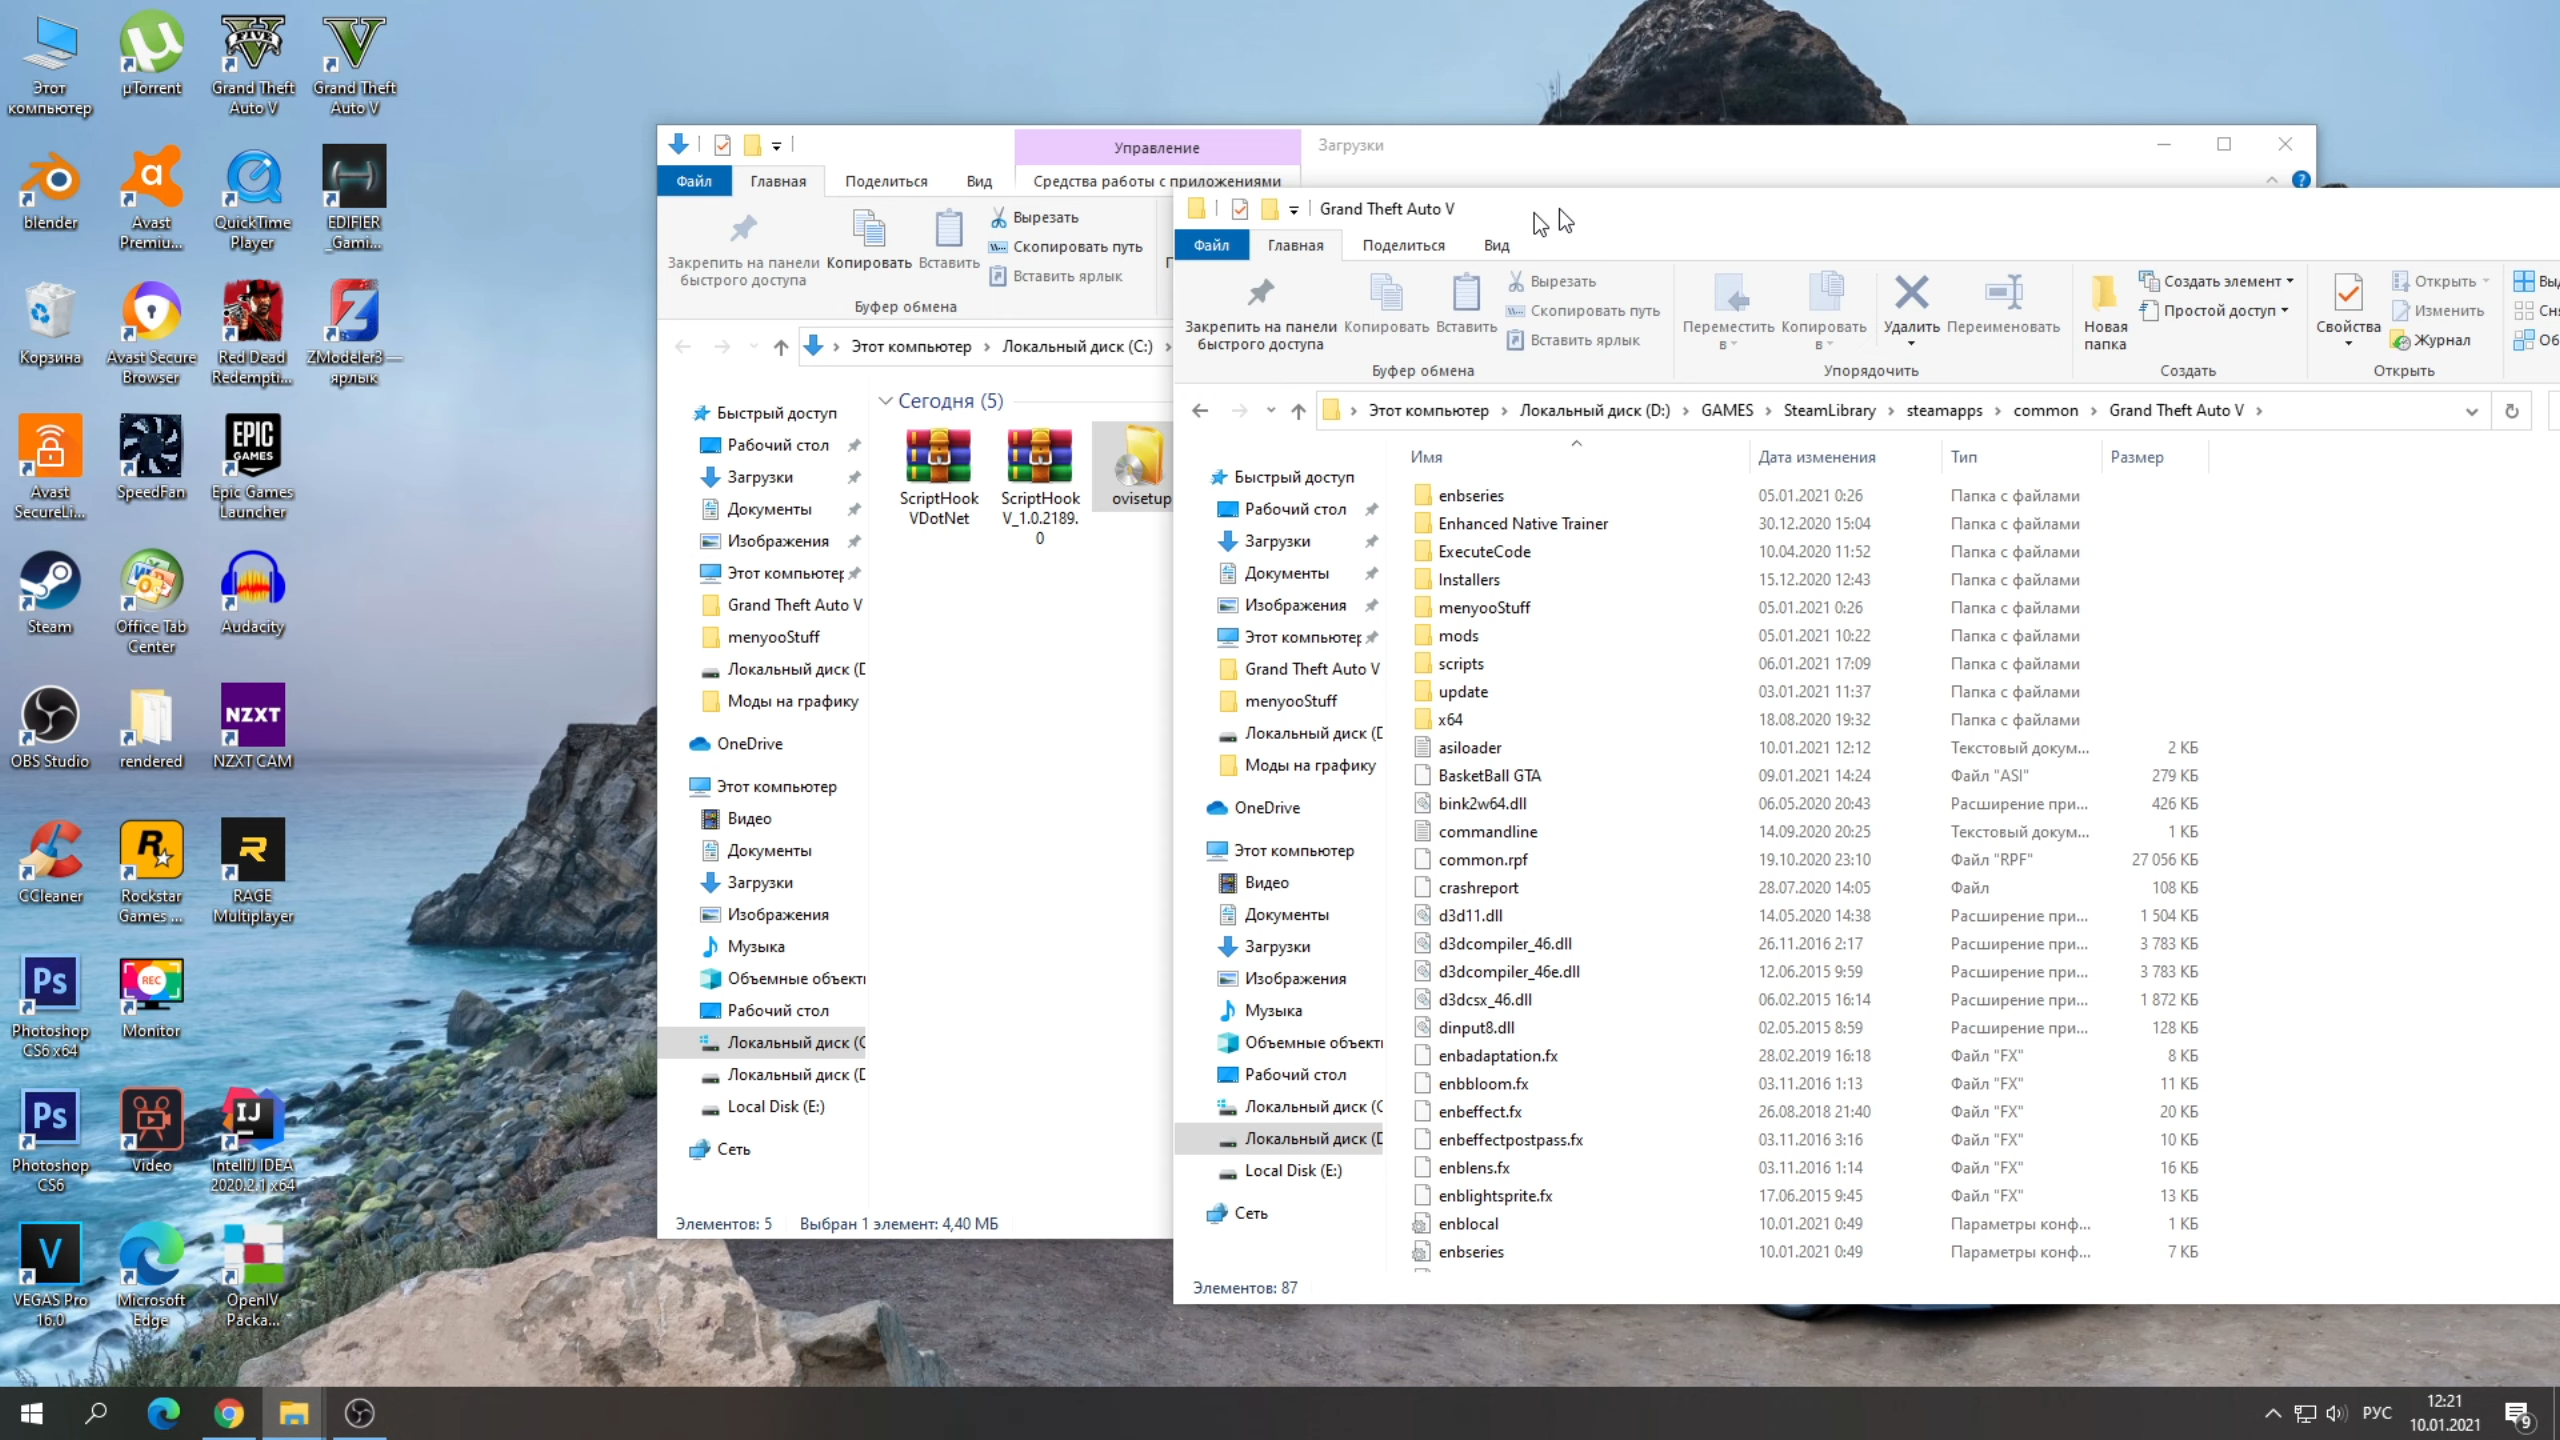 Этот
компьютер
µTorrent
Grand Theft
Auto V
Grand Theft
Auto V
blender
Avast
Premiu...
QuickTime
Player
EDIFIER
_Gami...
Корзина
Avast Secure
Browser
Red Dead
Redempti...
ZModeler3 —
ярлык
Avast
SecureLi...
SpeedFan
EPIC
GAMES
Epic Games
Launcher
Steam
Office Tab
Center
Audacity
OBS Studio
rendered
NZXT
NZXT CAM
CCleaner
Rockstar
Games ...
RAGE
Multiplayer
Ps
Photoshop
CS6 x64
REC
Monitor
Ps
Photoshop
CS6
Video
IJ
IntelliJ IDEA
2020.2.1 x64
V
VEGAS Pro
16.0
Microsoft
Edge
OpenIV
Packa...
Управление
Загрузки
Файл
Главная
Поделиться
Вид
Средства работы с приложениями
Закрепить на панели
быстрого доступа
Копировать
Вставить
Вырезать
Скопировать путь
Вставить ярлык
Буфер обмена
Этот компьютер
Локальный диск (C:)
Быстрый доступ
Рабочий стол
Загрузки
Документы
Изображения
Этот компьютер
Grand Theft Auto V
menyooStuff
Локальный диск (D
Моды на графику
OneDrive
Этот компьютер
Видео
Документы
Загрузки
Изображения
Музыка
Объемные объект
Рабочий стол
Локальный диск (C
Локальный диск (D
Local Disk (E:)
Сеть
Сегодня (5)
ScriptHook
VDotNet
ScriptHook
V_1.0.2189.
0
ovisetup
Элементов: 5
Выбран 1 элемент: 4,40 МБ
Grand Theft Auto V
Файл
Главная
Поделиться
Вид
Закрепить на панели
быстрого доступа
Копировать
Вставить
Вырезать
Скопировать путь
Вставить ярлык
Буфер обмена
Переместить
в
Копировать
в
Удалить
Переименовать
Упорядочить
Новая
папка
Создать элемент
Простой доступ
Создать
Свойства
Открыть
Изменить
Журнал
Открыть
Выд
Сня
Об
Этот компьютер
Локальный диск (D:)
GAMES
SteamLibrary
steamapps
common
Grand Theft Auto V
Быстрый доступ
Рабочий стол
Загрузки
Документы
Изображения
Этот компьютер
Grand Theft Auto V
menyooStuff
Локальный диск (D
Моды на графику
OneDrive
Этот компьютер
Видео
Документы
Загрузки
Изображения
Музыка
Объемные объект
Рабочий стол
Локальный диск (C
Локальный диск (D
Local Disk (E:)
Сеть
Имя Дата изменения Тип Размер
enbseries 05.01.2021 0:26 Папка с файлами
Enhanced Native Trainer 30.12.2020 15:04 Папка с файлами
ExecuteCode 10.04.2020 11:52 Папка с файлами
Installers 15.12.2020 12:43 Папка с файлами
menyooStuff 05.01.2021 0:26 Папка с файлами
mods 05.01.2021 10:22 Папка с файлами
scripts 06.01.2021 17:09 Папка с файлами
update 03.01.2021 11:37 Папка с файлами
x64 18.08.2020 19:32 Папка с файлами
asiloader 10.01.2021 12:12 Текстовый докум... 2 КБ
BasketBall GTA 09.01.2021 14:24 Файл "ASI" 279 КБ
bink2w64.dll 06.05.2020 20:43 Расширение при... 426 КБ
commandline 14.09.2020 20:25 Текстовый докум... 1 КБ
common.rpf 19.10.2020 23:10 Файл "RPF" 27 056 КБ
crashreport 28.07.2020 14:05 Файл 108 КБ
d3d11.dll 14.05.2020 14:38 Расширение при... 1 504 КБ
d3dcompiler_46.dll 26.11.2016 2:17 Расширение при... 3 783 КБ
d3dcompiler_46e.dll 12.06.2015 9:59 Расширение при... 3 783 КБ
d3dcsx_46.dll 06.02.2015 16:14 Расширение при... 1 872 КБ
dinput8.dll 02.05.2015 8:59 Расширение при... 128 КБ
enbadaptation.fx 28.02.2019 16:18 Файл "FX" 8 КБ
enbbloom.fx 03.11.2016 1:13 Файл "FX" 11 КБ
enbeffect.fx 26.08.2018 21:40 Файл "FX" 20 КБ
enbeffectpostpass.fx 03.11.2016 3:16 Файл "FX" 10 КБ
enblens.fx 03.11.2016 1:14 Файл "FX" 16 КБ
enblightsprite.fx 17.06.2015 9:45 Файл "FX" 13 КБ
enblocal 10.01.2021 0:49 Параметры конф... 1 КБ
enbseries 10.01.2021 0:49 Параметры конф... 7 КБ
Элементов: 87
РУС
12:21
10.01.2021
9